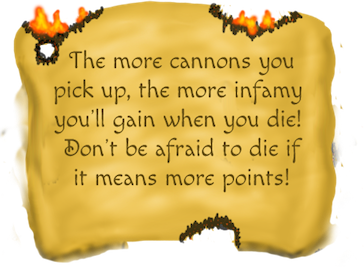 The more cannons you
pick up, the more infamy
you'll gain when you die!
Don't be afraid to die if
it means more points!